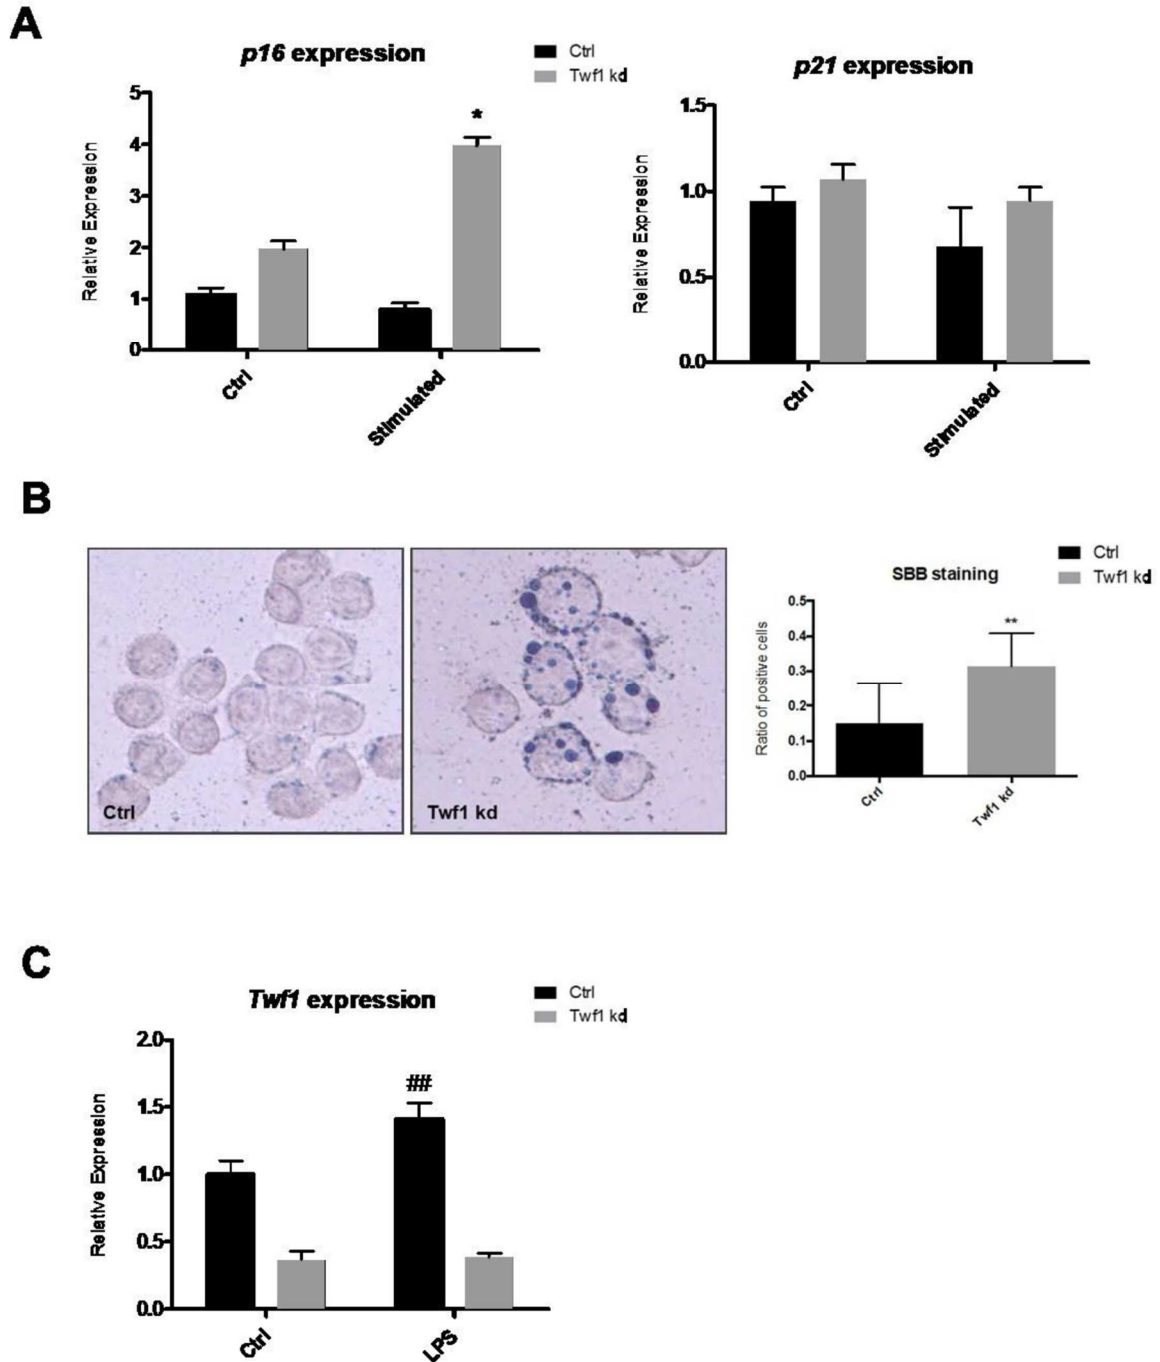 A
p16 expression
Ctrl
Twf1 kd
Relative Expression
5
4
3
2
1
0
*
Ctrl
Stimulated
p21 expression
Relative Expression
1.5
1.0
0.5
0.0
Ctrl
Stimulated
B
Ctrl
Twf1 kd
SBB staining
Ctrl
Twf1 kd
Ratio of positive cells
0.5
0.4
0.3
0.2
0.1
0.0
**
Ctrl
Twf1 kd
C
Twf1 expression
Ctrl
Twf1 kd
Relative Expression
2.0
1.5
1.0
0.5
0.0
##
Ctrl
LPS